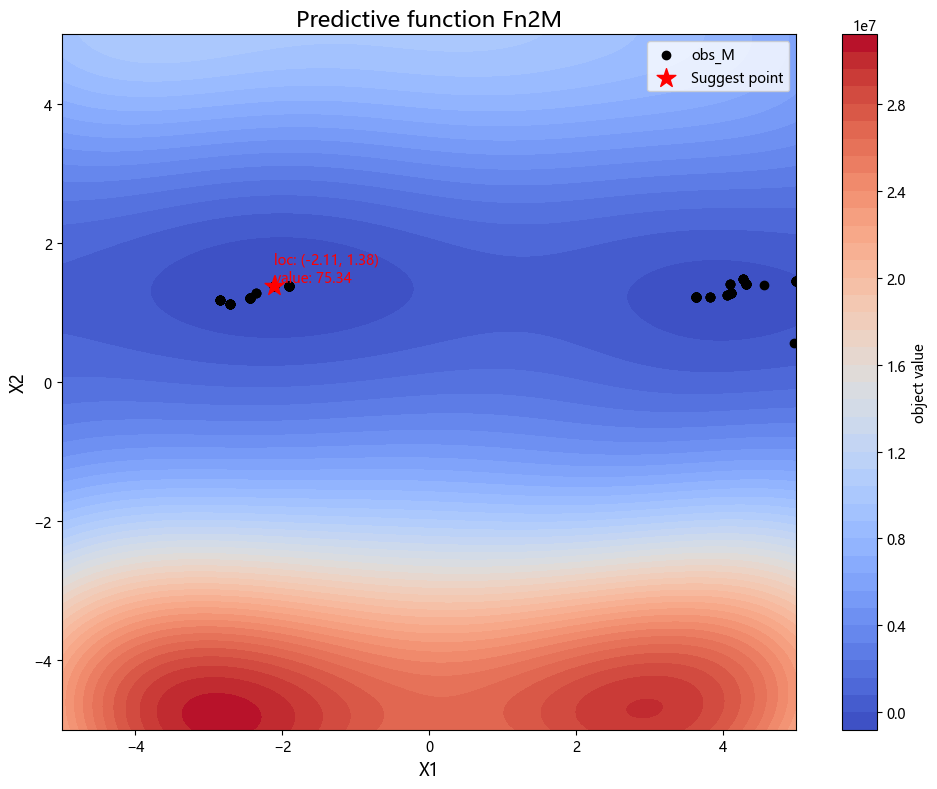 Predictive function Fn2M
1e7
obs_M
Suggest point
loc: (-2.11, 1.38)
value: 75.34
4
2
0
−2
−4
X2
−4
−2
0
2
4
X1
2.8
2.4
2.0
1.6
1.2
0.8
0.4
0.0
object value